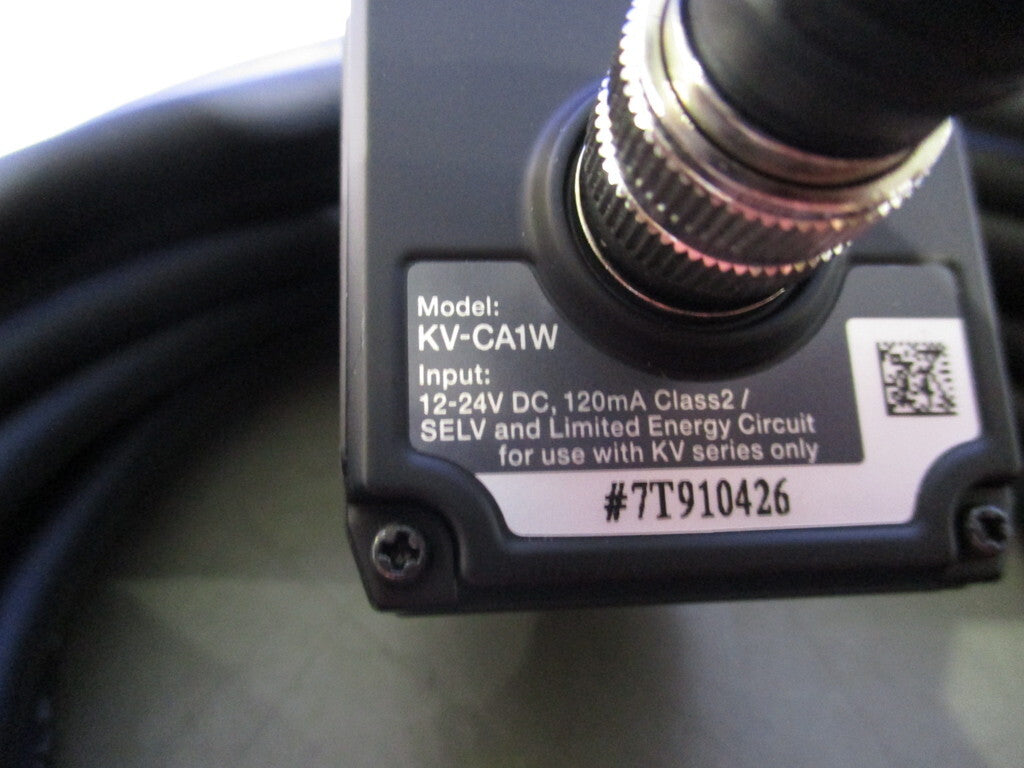 Model:
KV-CA1W
Input:
12-24V DC, 120mA Class2 /
SELV and Limited Energy Circuit
for use with KV series only
#7T910426